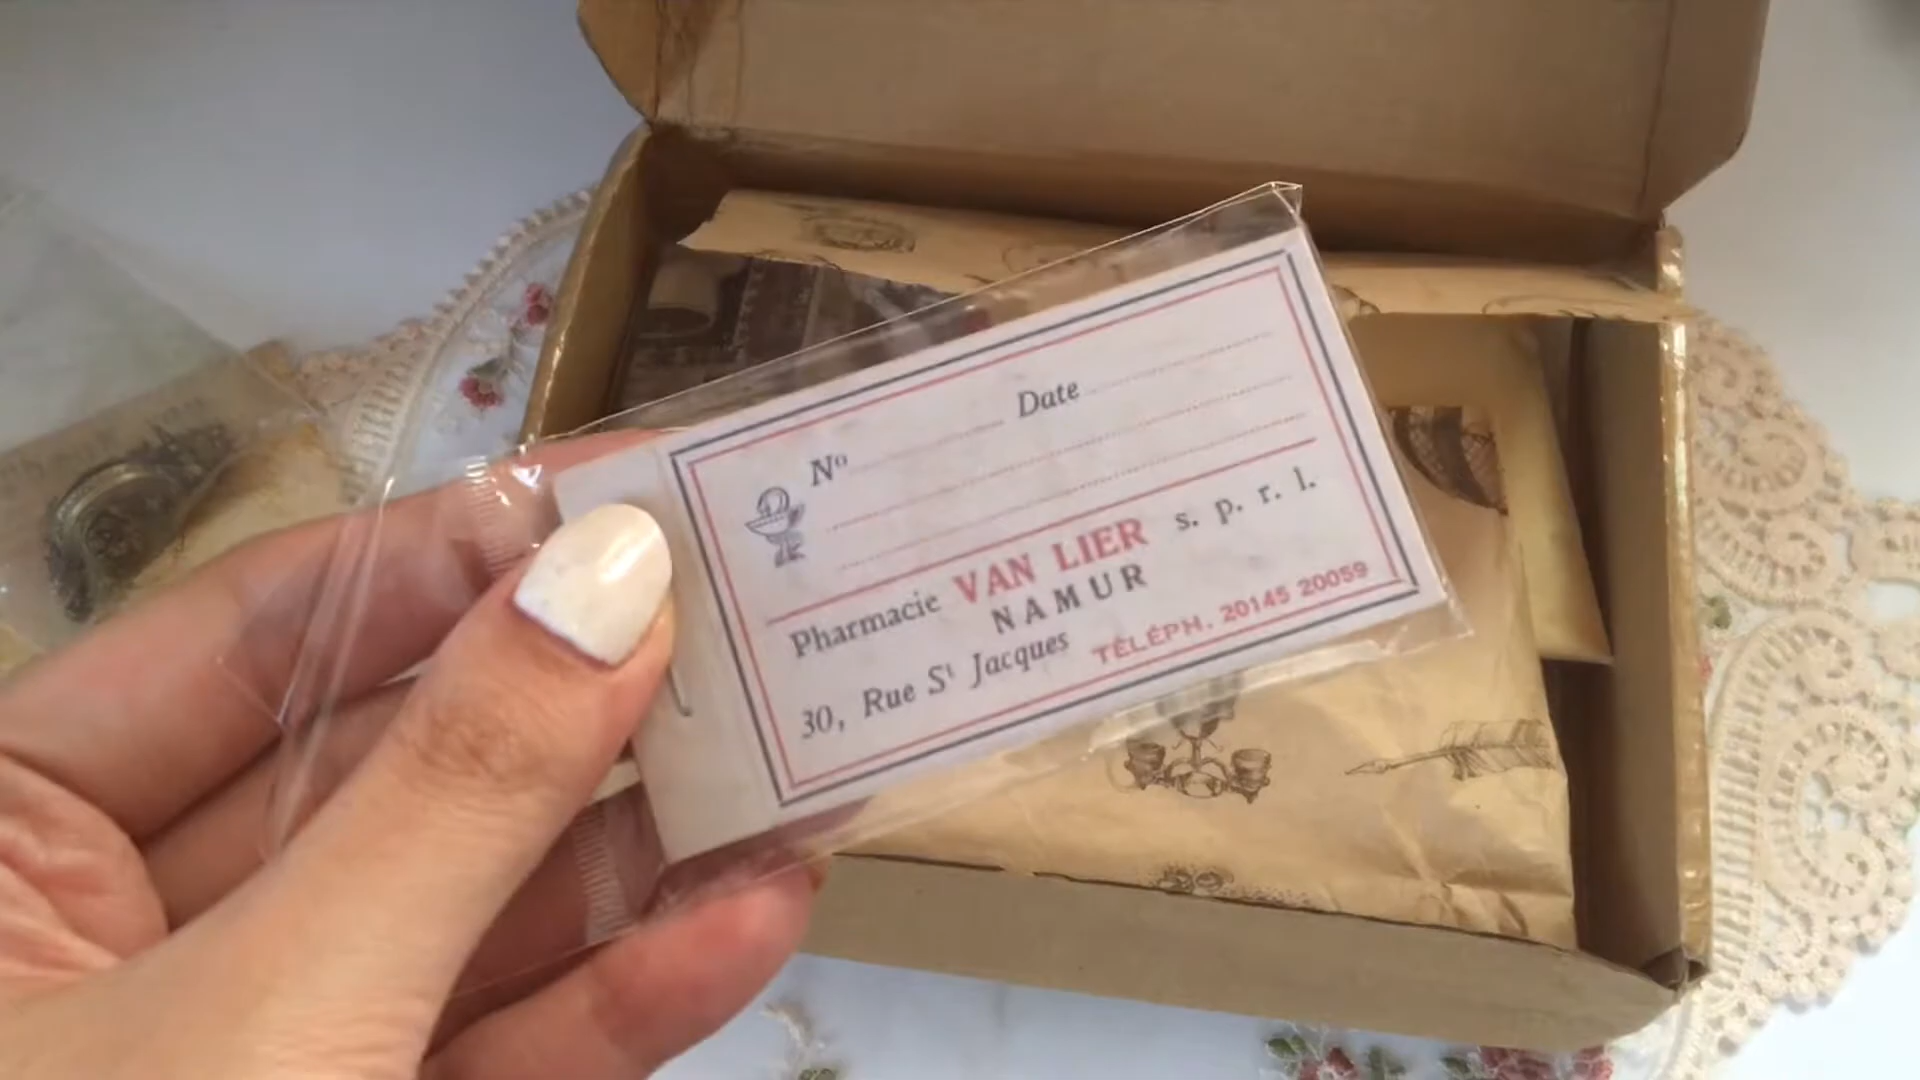 Nº Date
Pharmacie VAN LIER s. p. r. l.
NAMUR
30, Rue Sᵗ Jacques TÉLÉPH. 20145 20059